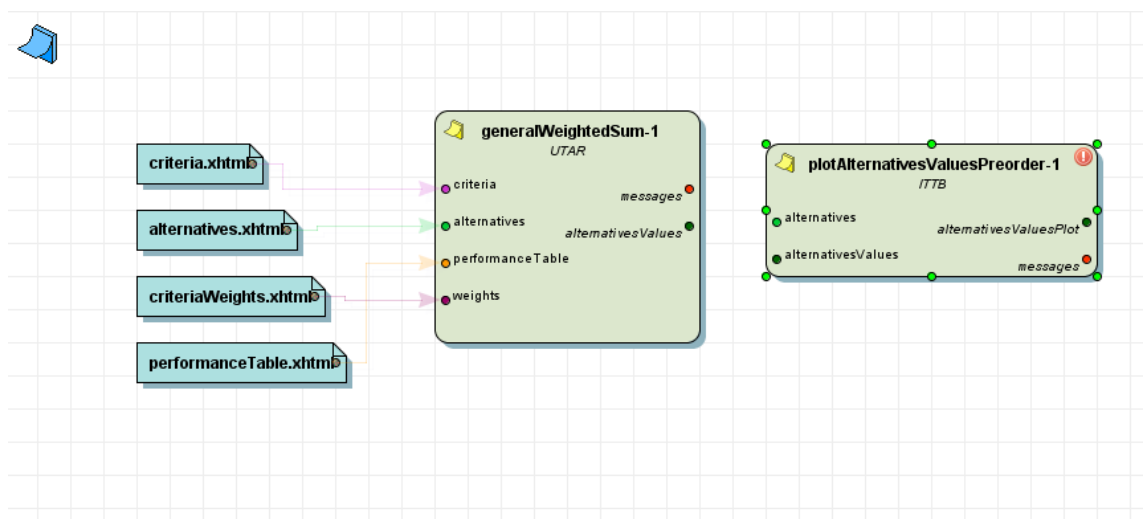 criteria.xhtml
alternatives.xhtml
criteriaWeights.xhtml
performanceTable.xhtml
generalWeightedSum-1
UTAR
criteria
messages
alternatives
alternativesValues
performanceTable
weights
plotAlternativesValuesPreorder-1
ITTB
alternatives
alternativesValuesPlot
alternativesValues
messages